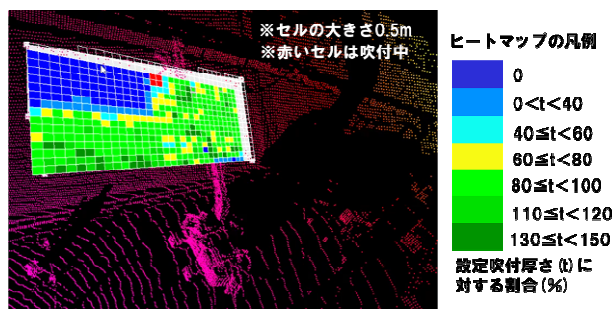 ※セルの大きさ0.5m
※赤いセルは吹付中
ヒートマップの凡例
0
0<t<40
40≦t<60
60≦t<80
80≦t<100
110≦t<120
130≦t<150
設定吹付厚さ(t)に
対する割合(%)